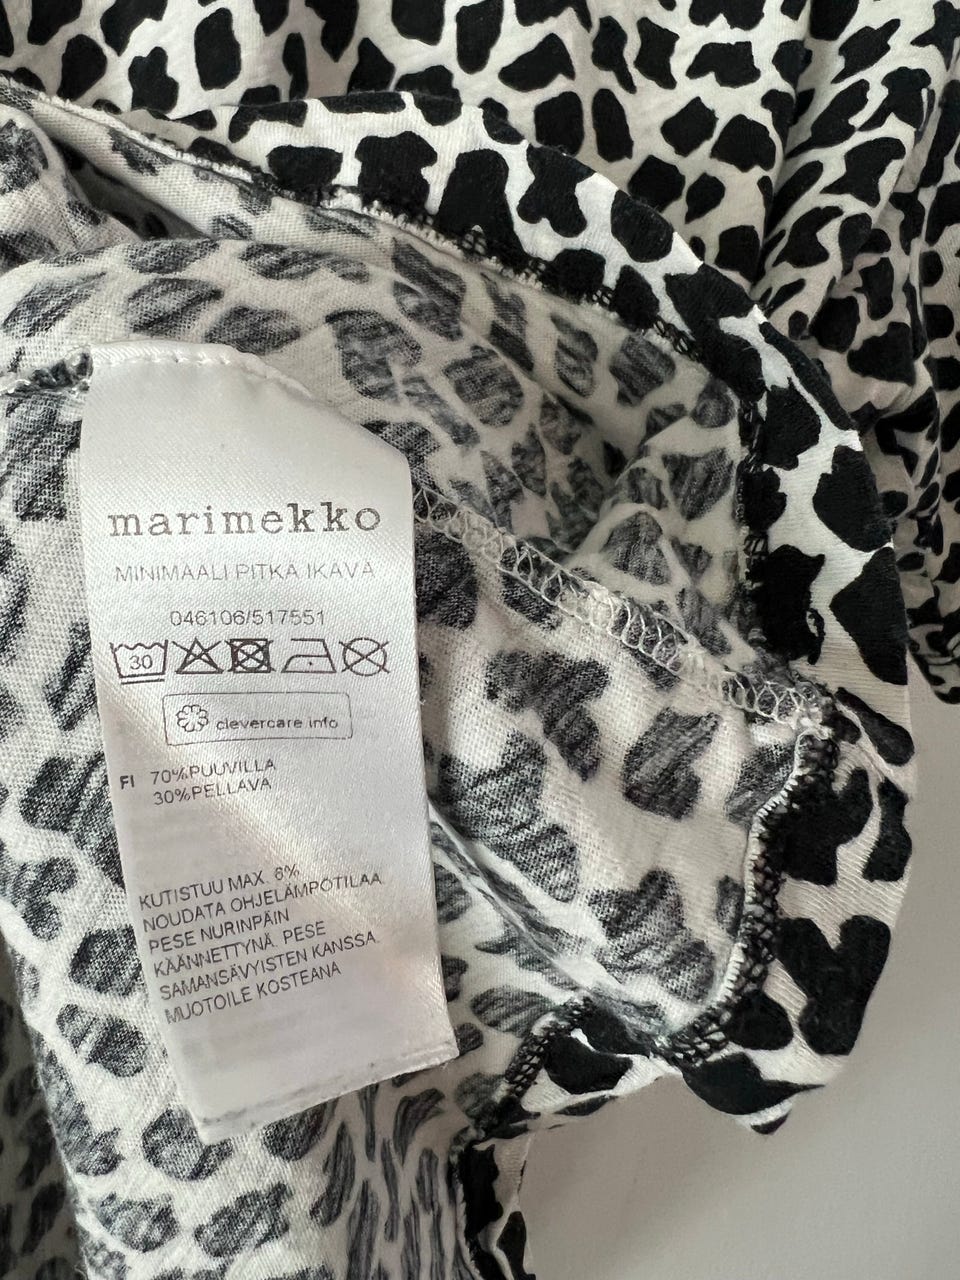 marimekko
MINIMAALI PITKA IKAVA
046106/517551
30
clevercare info
FI 70%PUUVILLA
30%PELLAVA
KUTISTUU MAX. 6%
NOUDATA OHJELÄMPÖTILAA.
PESE NURINPÄIN
KÄÄNNETTYNÄ. PESE
SAMANSÄVYISTEN KANSSA.
MUOTOILE KOSTEANA